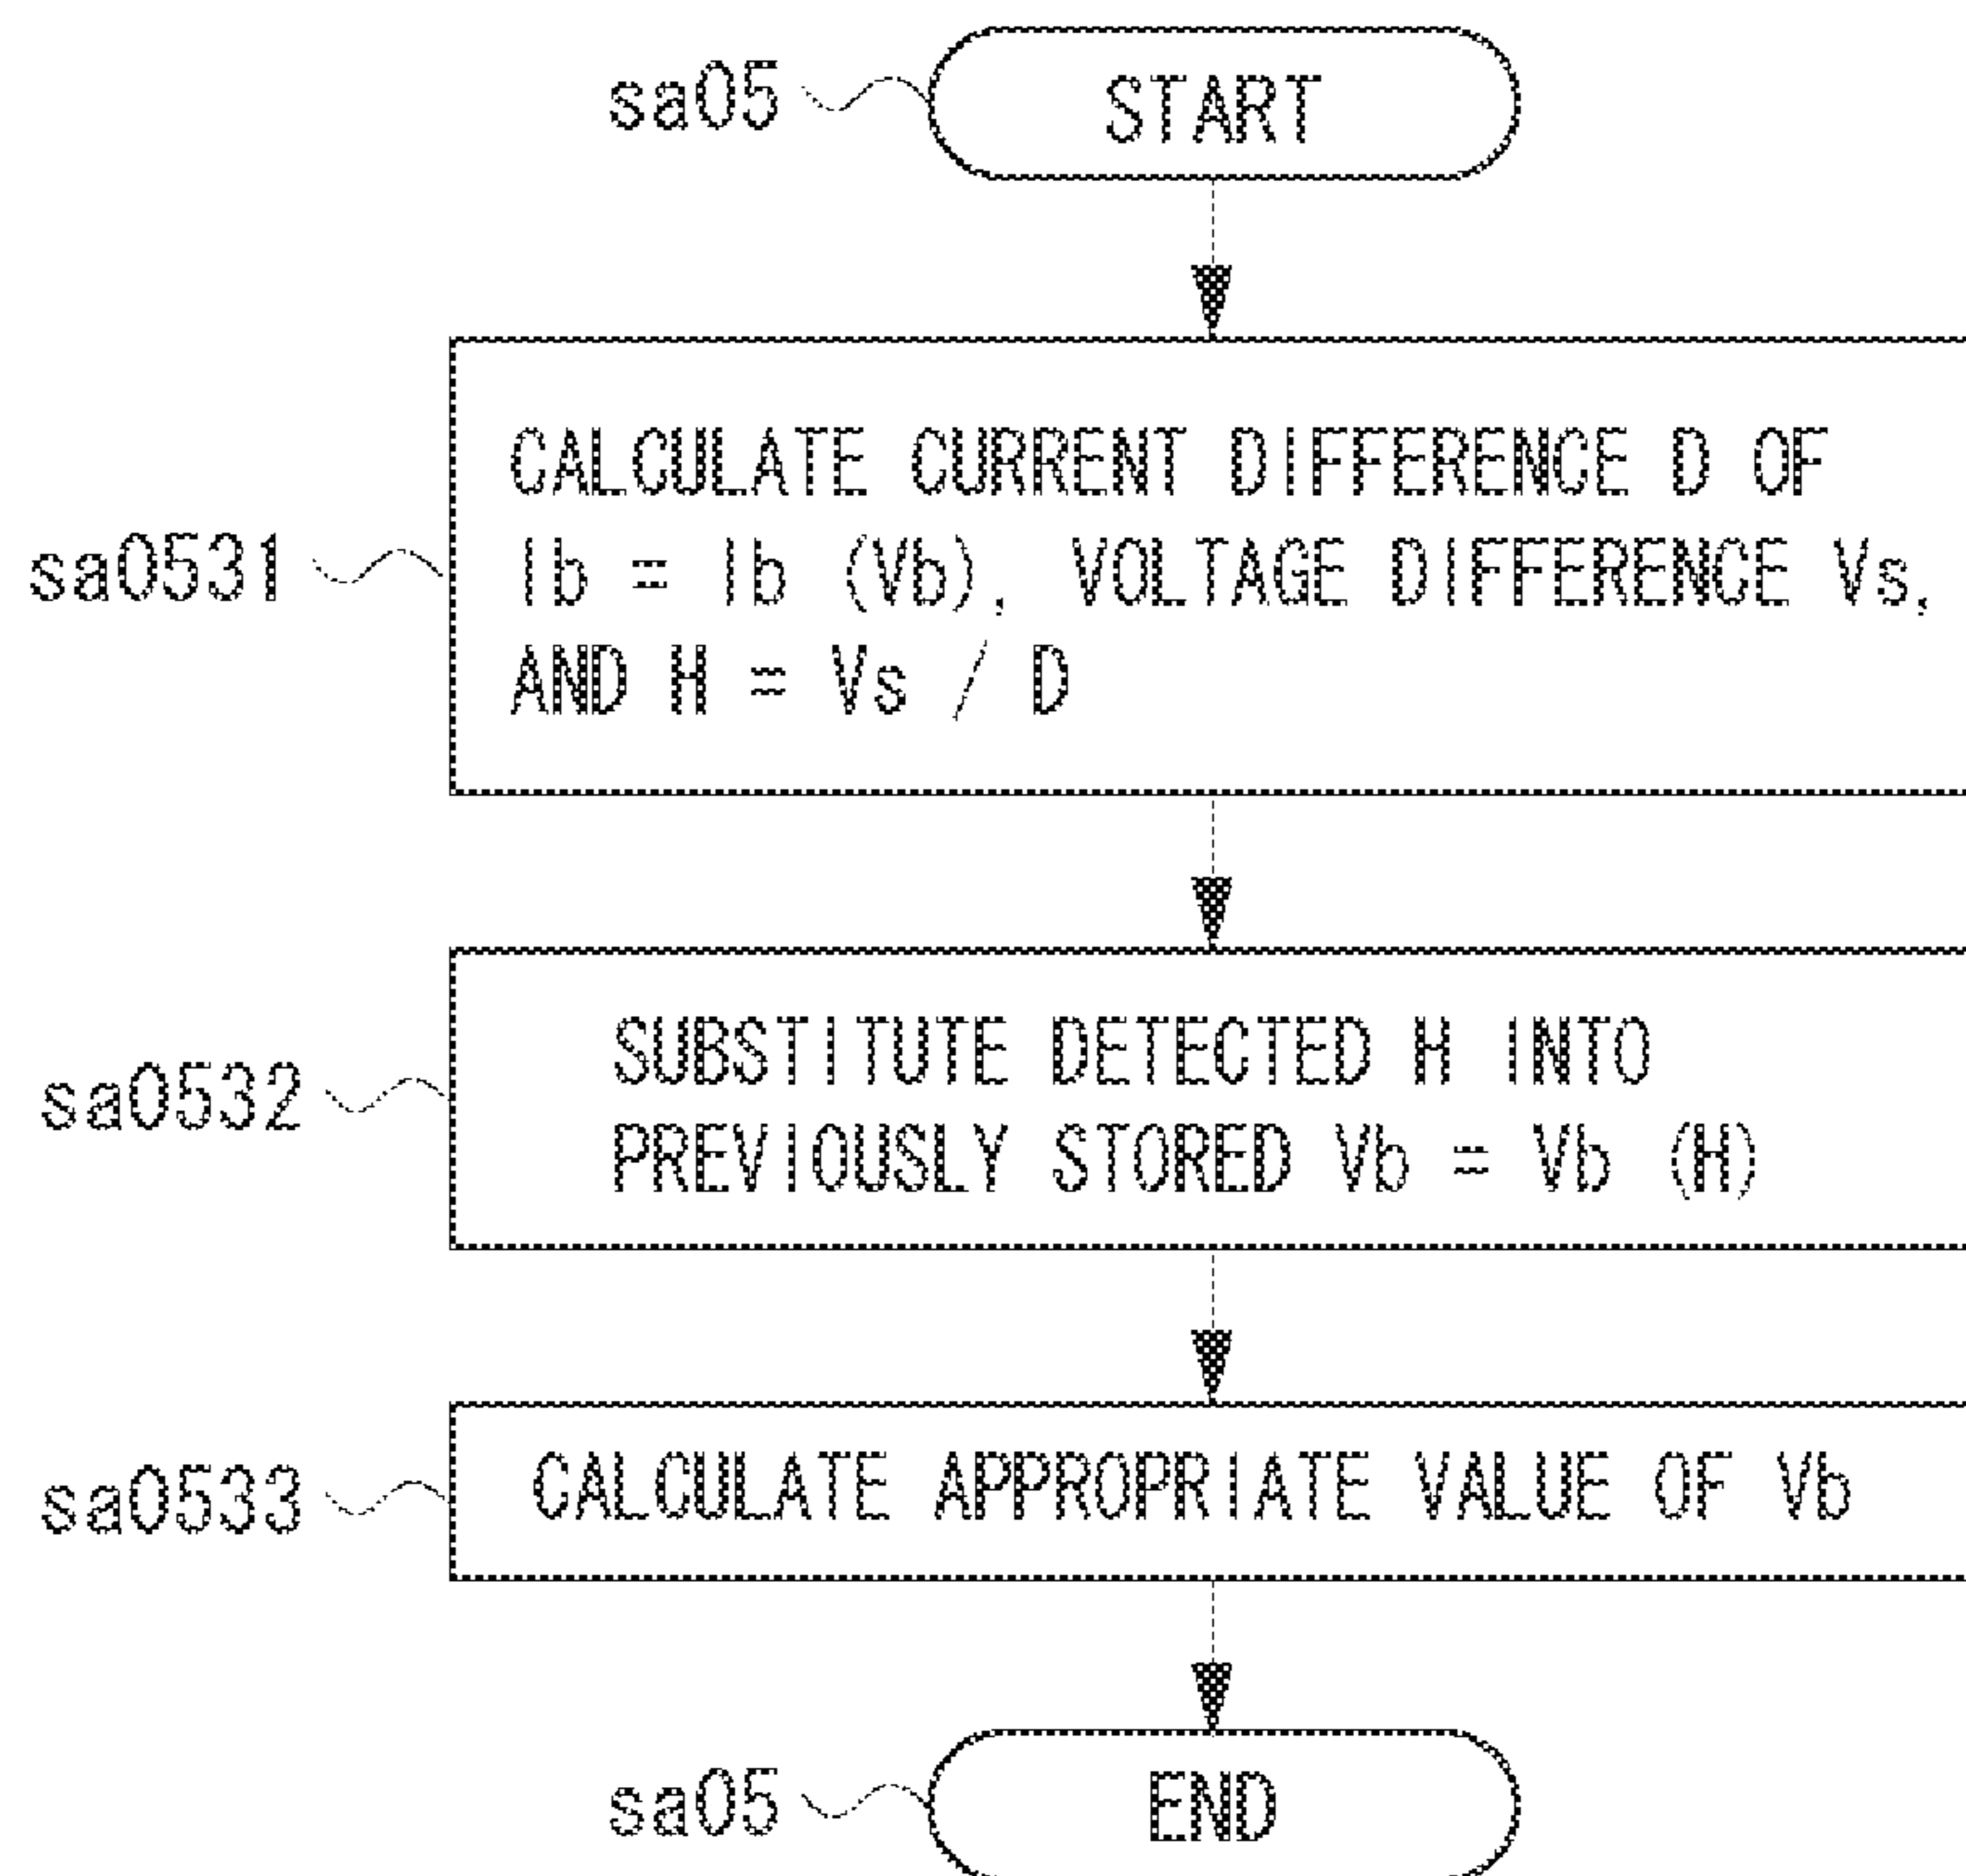 sa05
START
sa0531
CALCULATE CURRENT DIFFERENCE D OF
Ib = Ib (Vb), VOLTAGE DIFFERENCE Vs,
AND H = Vs / D
sa0532
SUBSTITUTE DETECTED H INTO
PREVIOUSLY STORED Vb = Vb (H)
sa0533
CALCULATE APPROPRIATE VALUE OF Vb
sa05
END